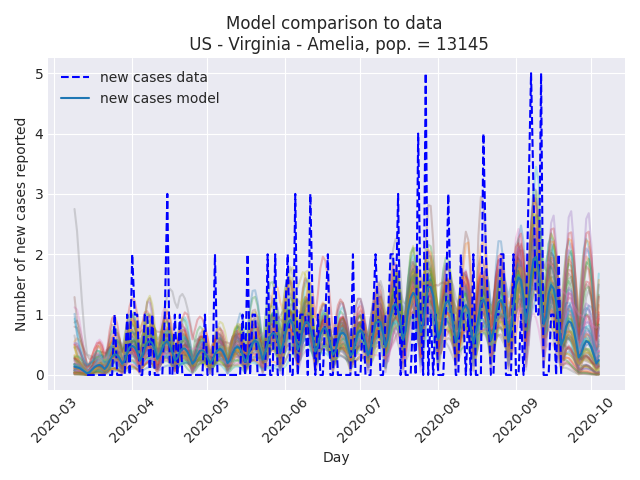 Model comparison to data
US - Virginia - Amelia, pop. = 13145
new cases data
new cases model
Number of new cases reported
5
4
3
2
1
0
2020-03
2020-04
2020-05
2020-06
2020-07
2020-08
2020-09
2020-10
Day